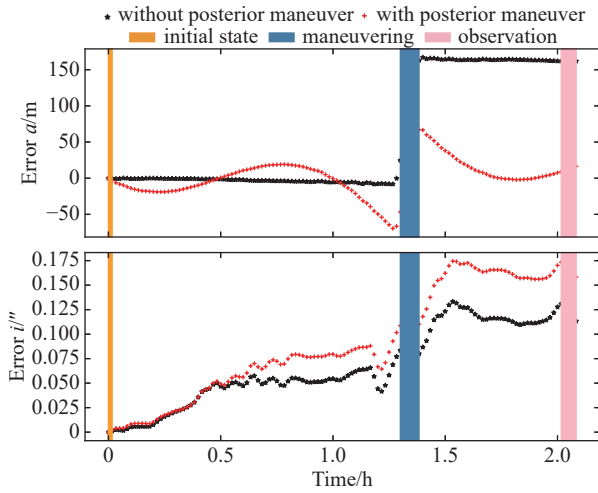 without posterior maneuver with posterior maneuver
initial state maneuvering observation
Error a/m
150
100
50
0
−50
Error i/″
0.175
0.150
0.125
0.100
0.075
0.050
0.025
0
0 0.5 1.0 1.5 2.0
Time/h